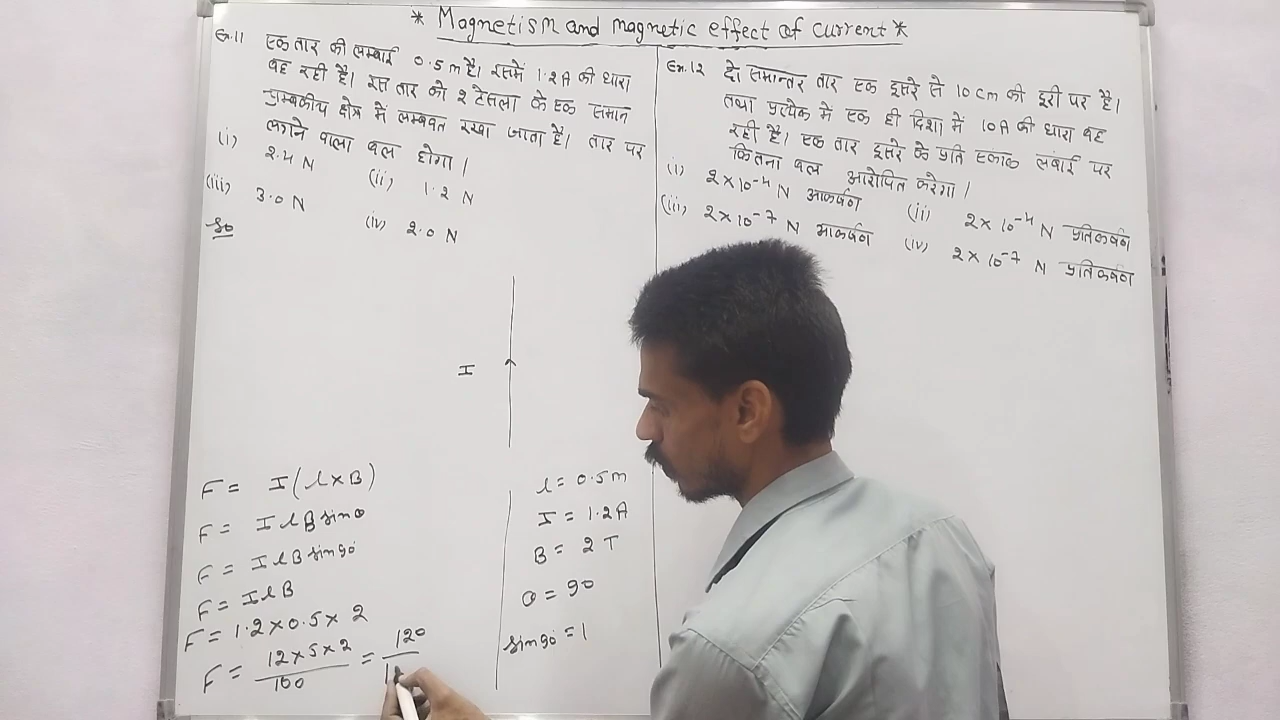 * Magnetism and magnetic effect of current *
Ex.11 एक तार की लम्बाई 0.5 m है। इसमें 1.2A की धारा
बह रही है। इस तार को 2 टेसला के एक समान
चुम्बकीय क्षेत्र में लम्बवत रखा जाता है। तार पर
लगने वाला बल होगा।
(i) 2.4 N (ii) 1.2 N
(iii) 3.0 N (iv) 2.0 N
So
I
F = I(l×B)
F = IlB sinθ
F = IlB sin90°
F = IlB
F = 1.2×0.5×2
F = 12×5×2/100 = 120/10
l = 0.5m
I = 1.2A
B = 2 T
θ = 90
sin90° = 1
Ex.12 दो समान्तर तार एक दूसरे से 10 cm की दूरी पर है।
तथा प्रत्येक में एक ही दिशा में 10A की धारा बह
रही है। एक तार दूसरे के प्रति एकांक लंबाई पर
कितना बल आरोपित करेगा।
(i) 2×10⁻⁴ N आकर्षण (ii) 2×10⁻⁴ N प्रतिकर्षण
(iii) 2×10⁻⁷ N आकर्षण (iv) 2×10⁻⁷ N प्रतिकर्षण